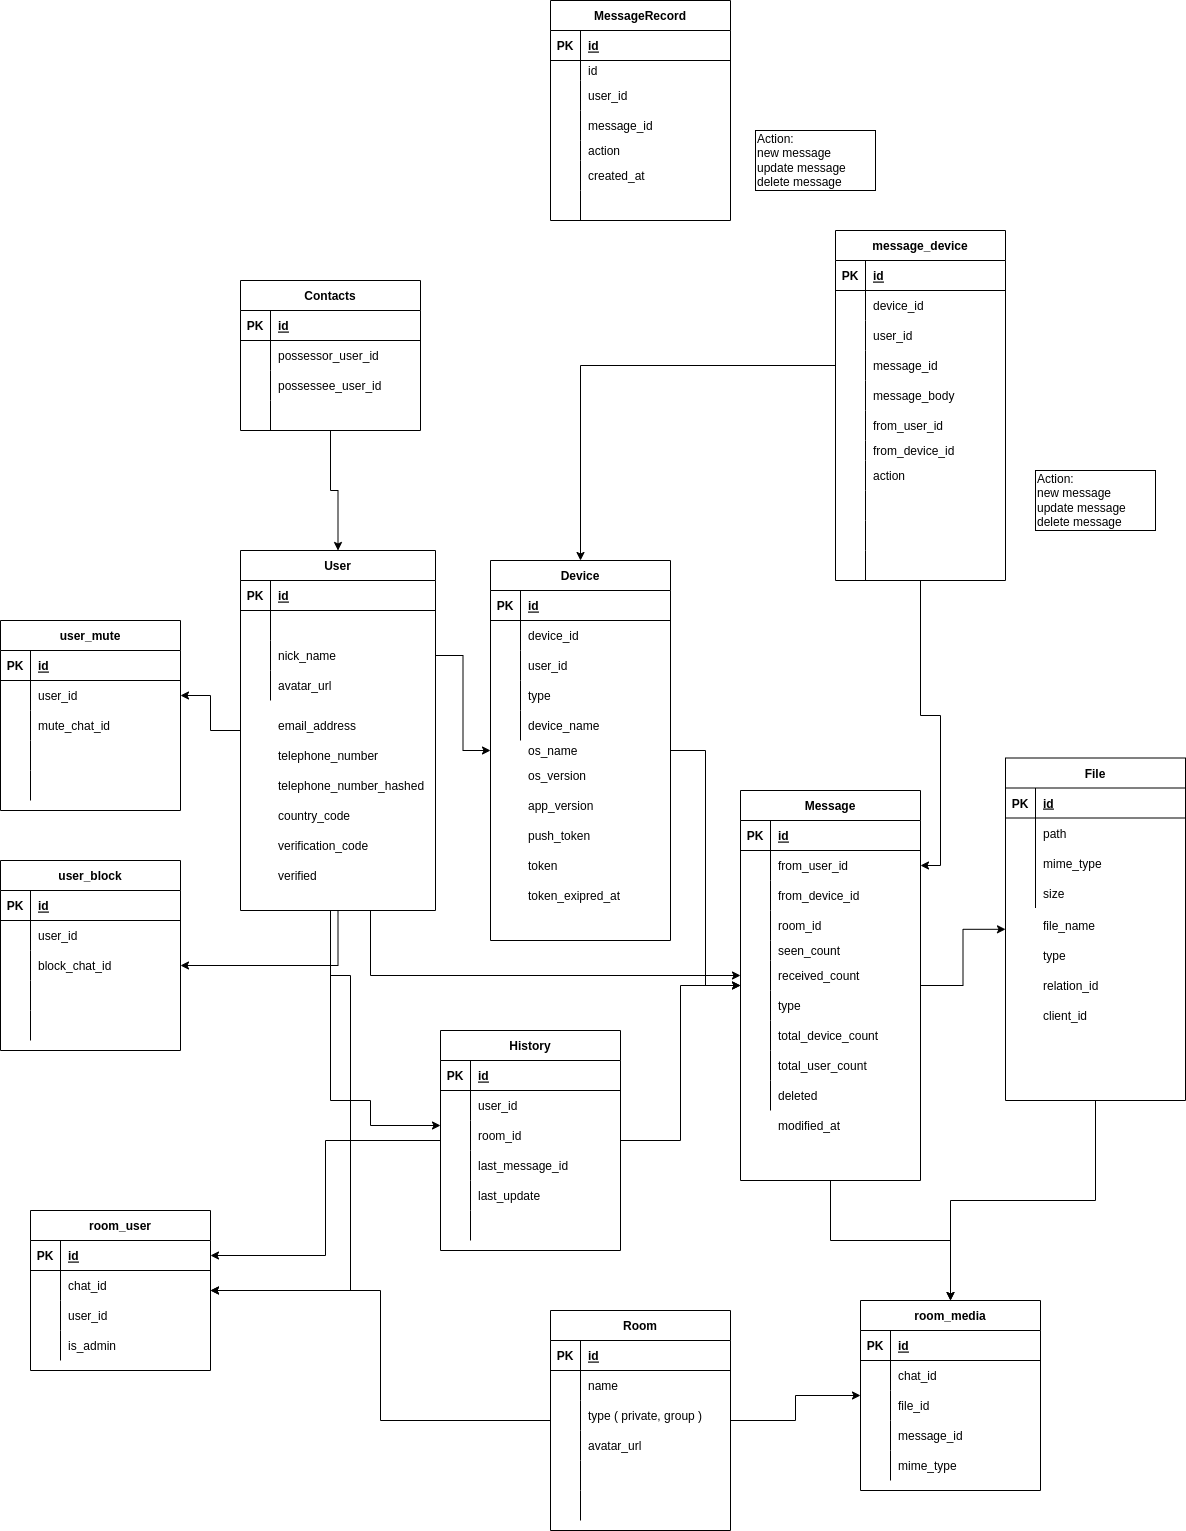 MessageRecord
PK id
id
user_id
message_id
action
created_at
Action:
new message
update message
delete message
message_device
PK id
device_id
user_id
message_id
message_body
from_user_id
from_device_id
action
Action:
new message
update message
delete message
Contacts
PK id
possessor_user_id
possessee_user_id
User
PK id
nick_name
avatar_url
email_address
telephone_number
telephone_number_hashed
country_code
verification_code
verified
Device
PK id
device_id
user_id
type
device_name
os_name
os_version
app_version
push_token
token
token_exipred_at
user_mute
PK id
user_id
mute_chat_id
user_block
PK id
user_id
block_chat_id
Message
PK id
from_user_id
from_device_id
room_id
seen_count
received_count
type
total_device_count
total_user_count
deleted
modified_at
File
PK id
path
mime_type
size
file_name
type
relation_id
client_id
History
PK id
user_id
room_id
last_message_id
last_update
room_user
PK id
chat_id
user_id
is_admin
Room
PK id
name
type ( private, group )
avatar_url
room_media
PK id
chat_id
file_id
message_id
mime_type